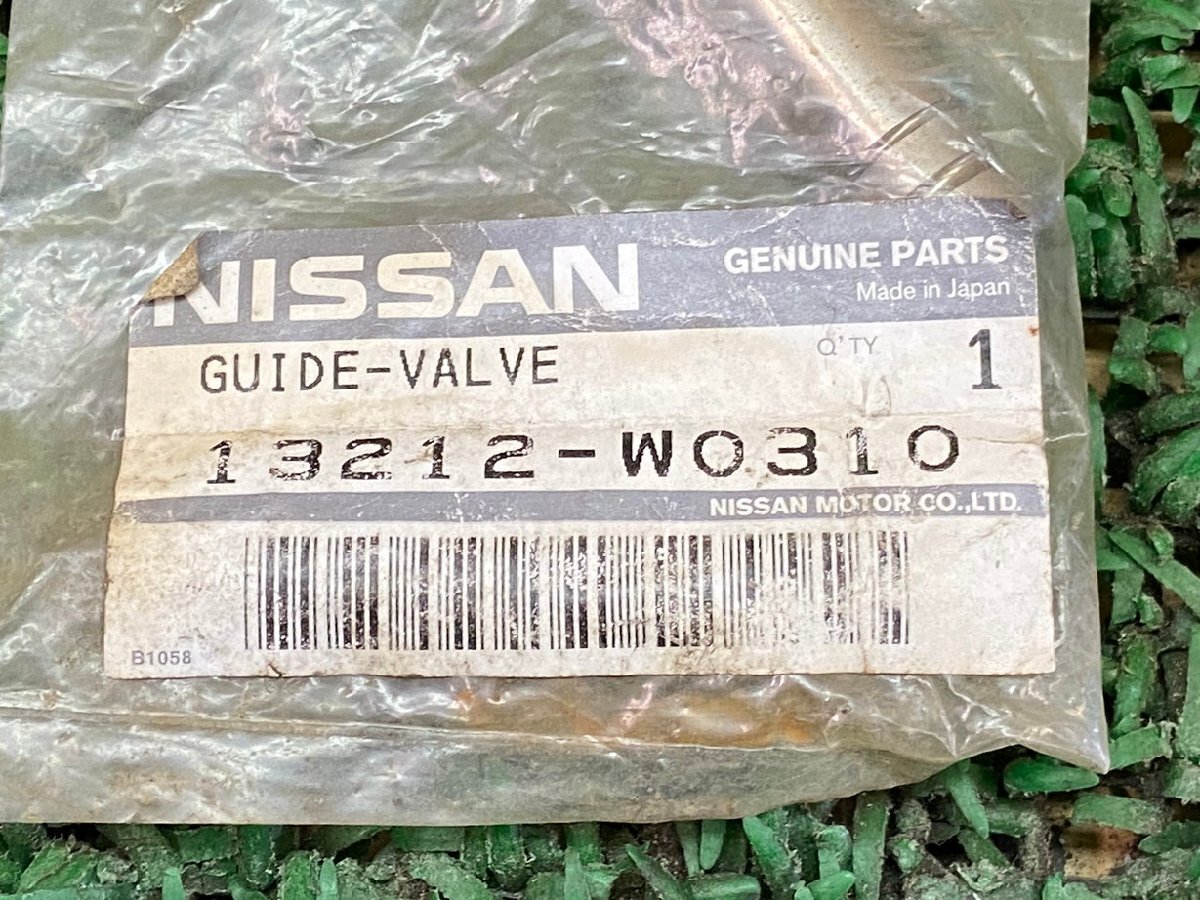 NISSAN
GENUINE PARTS
Made in Japan
GUIDE-VALVE
Q'TY 1
13212-W0310
NISSAN MOTOR CO.,LTD.
B1058